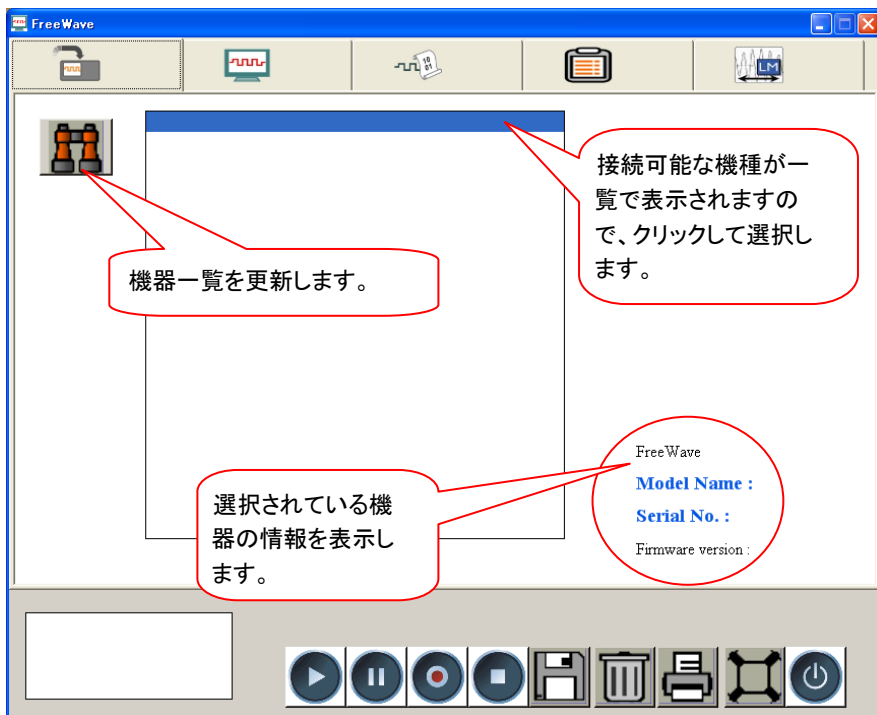 FreeWave
10
01
LM
接続可能な機種が一
覧で表示されますの
で、クリックして選択し
ます。
機器一覧を更新します。
選択されている機
器の情報を表示し
ます。
FreeWave
Model Name :
Serial No. :
Firmware version :